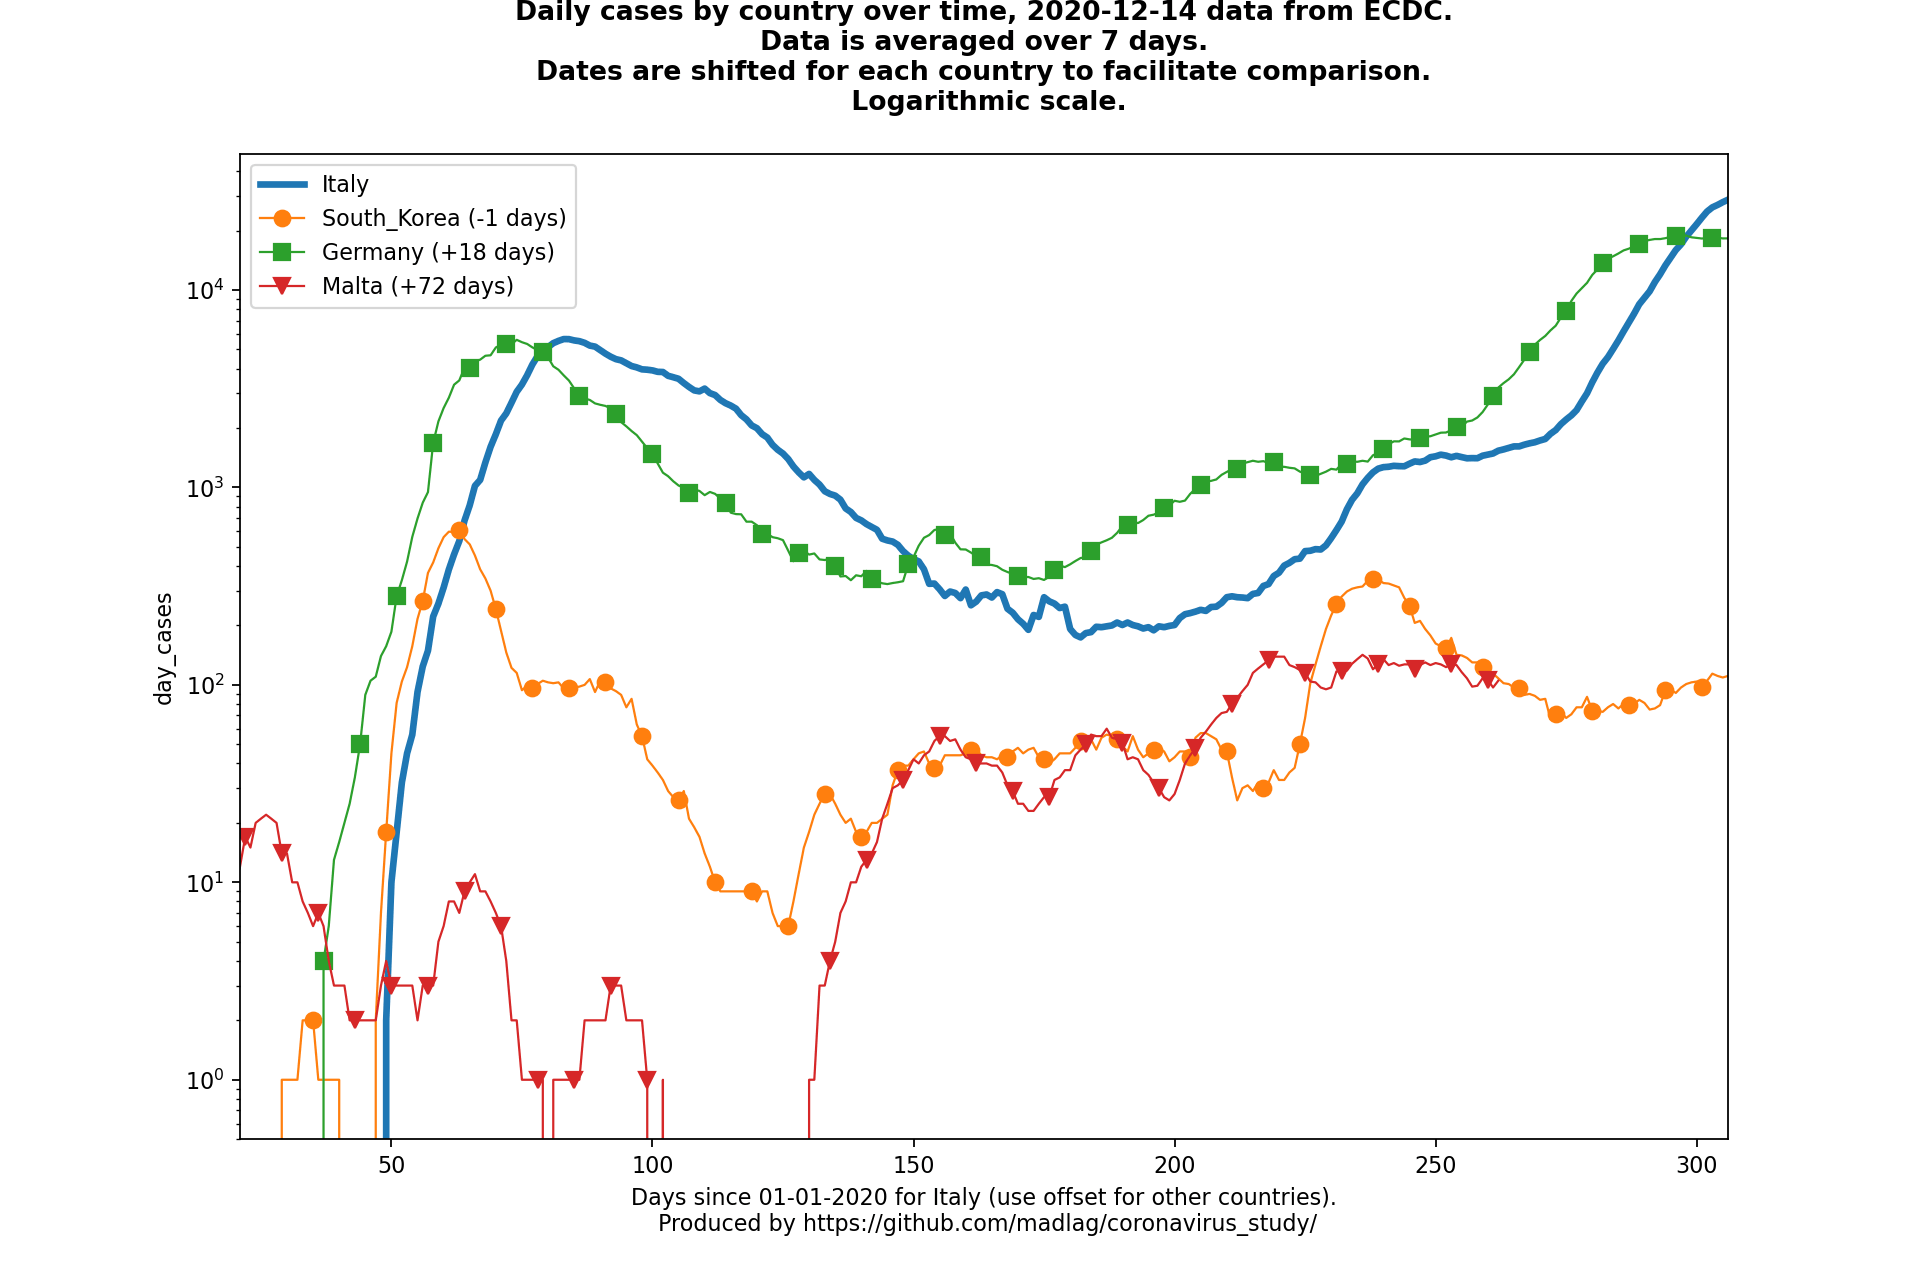 Daily cases by country over time, 2020-12-14 data from ECDC.
Data is averaged over 7 days.
Dates are shifted for each country to facilitate comparison.
Logarithmic scale.
Italy
South_Korea (-1 days)
Germany (+18 days)
Malta (+72 days)
10⁴
10³
10²
10¹
10⁰
day_cases
50 100 150 200 250 300
Days since 01-01-2020 for Italy (use offset for other countries).
Produced by https://github.com/madlag/coronavirus_study/